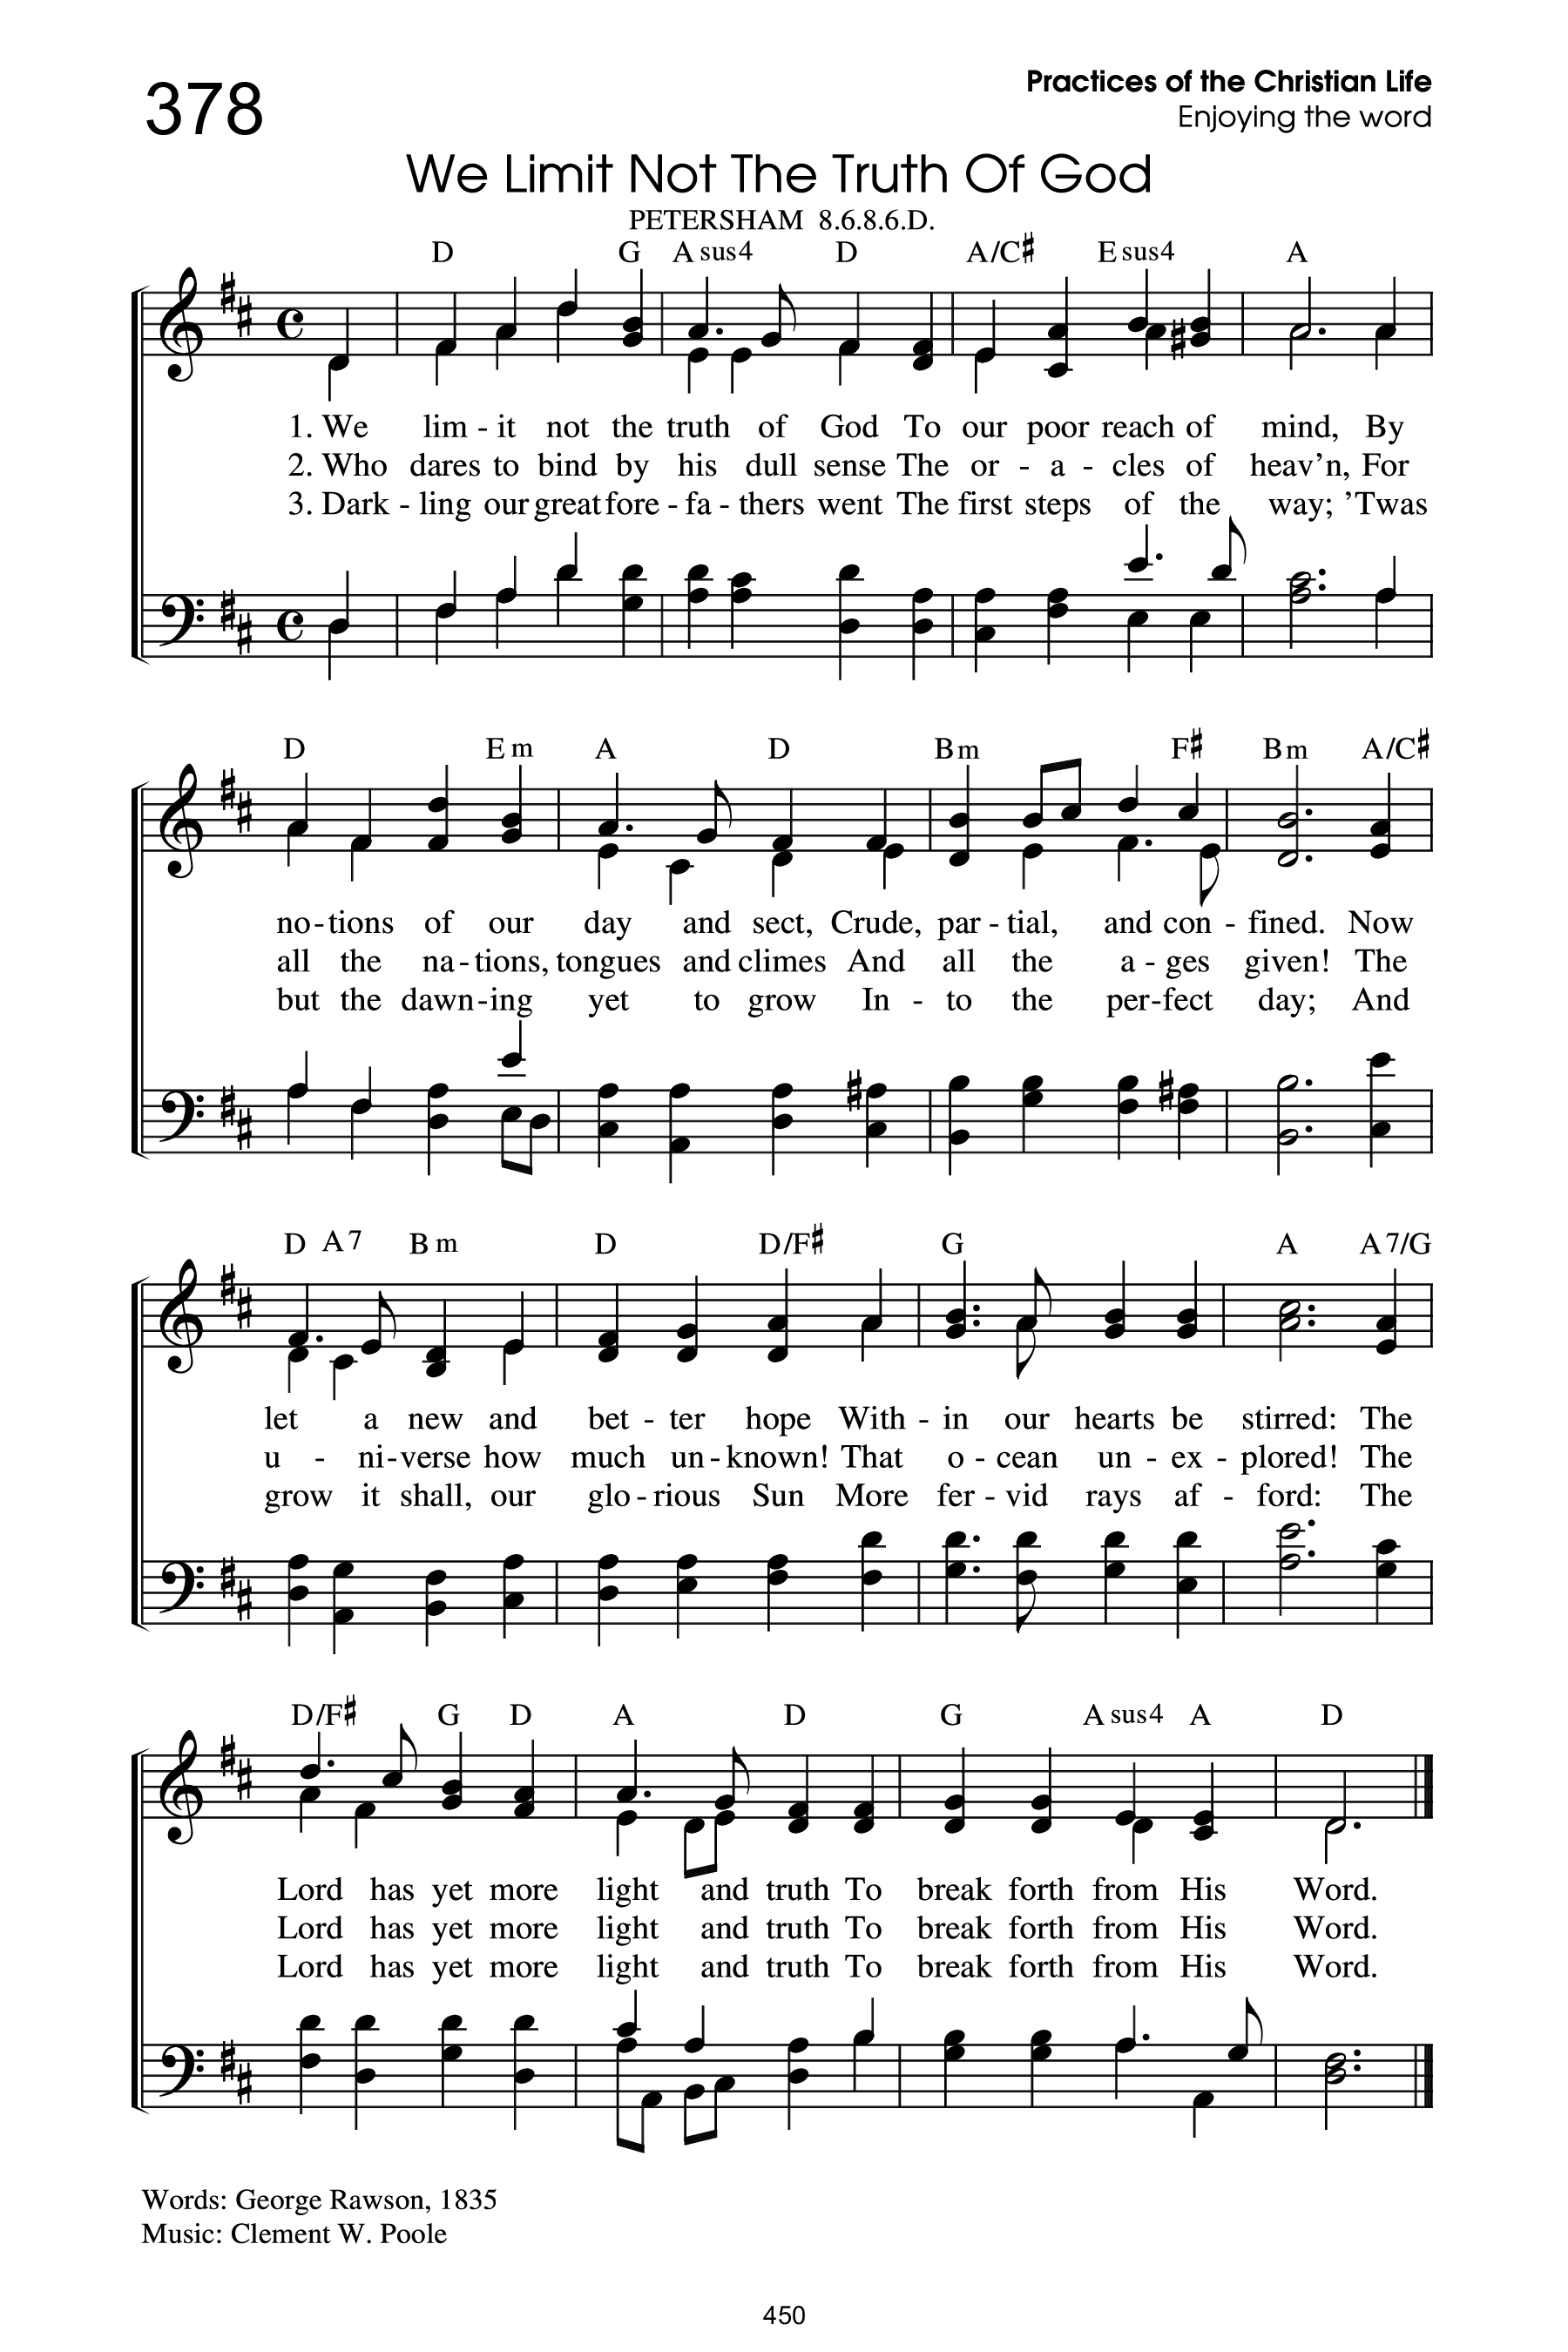 378
Practices of the Christian Life
Enjoying the word
We Limit Not The Truth Of God
PETERSHAM 8.6.8.6.D.
D G A sus4 D A/C♯ E sus4 A
1. We lim - it not the truth of God To our poor reach of mind, By
2. Who dares to bind by his dull sense The or - a - cles of heav’n, For
3. Dark - ling our great fore - fa - thers went The first steps of the way; ’Twas
D E m A D B m F♯ B m A/C♯
no - tions of our day and sect, Crude, par - tial, and con - fined. Now
all the na - tions, tongues and climes And all the a - ges given! The
but the dawn - ing yet to grow In - to the per - fect day; And
D A 7 B m D D/F♯ G A A 7/G
let a new and bet - ter hope With - in our hearts be stirred: The
u - ni - verse how much un - known! That o - cean un - ex - plored! The
grow it shall, our glo - rious Sun More fer - vid rays af - ford: The
D/F♯ G D A D G A sus4 A D
Lord has yet more light and truth To break forth from His Word.
Lord has yet more light and truth To break forth from His Word.
Lord has yet more light and truth To break forth from His Word.
Words: George Rawson, 1835
Music: Clement W. Poole
450